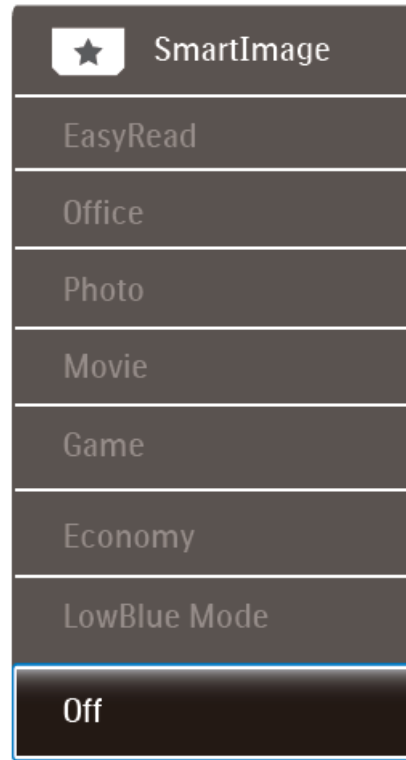 SmartImage
EasyRead
Office
Photo
Movie
Game
Economy
LowBlue Mode
Off